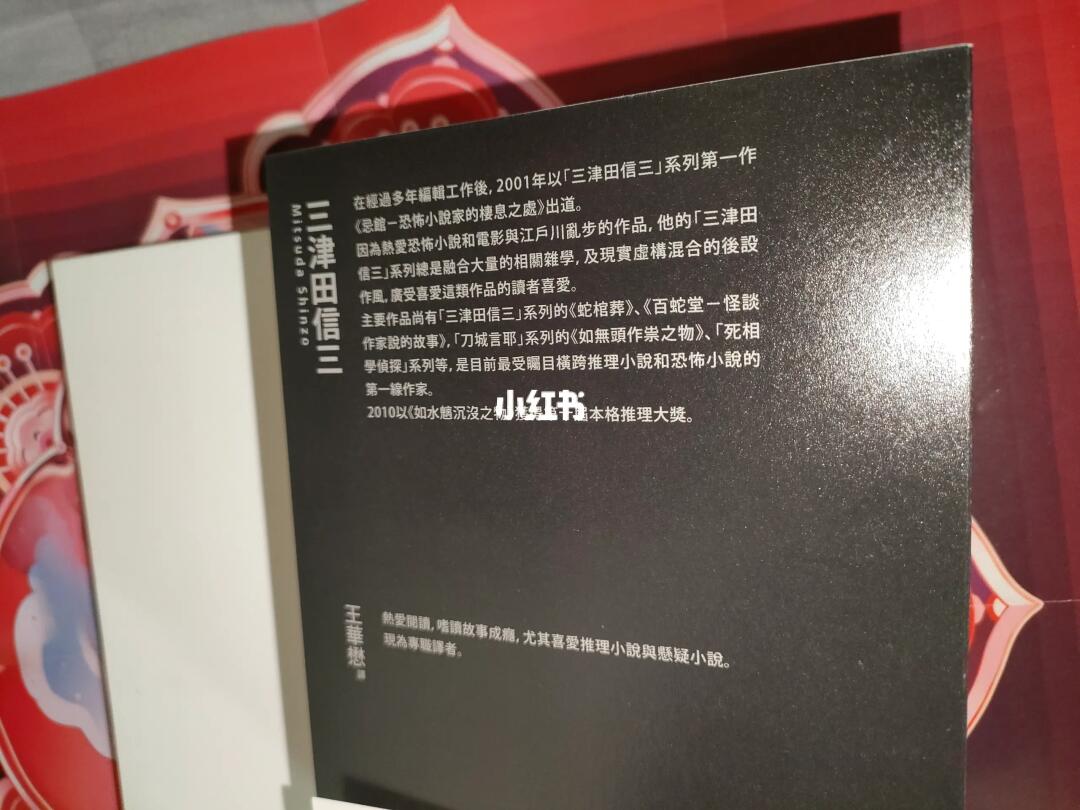 三津田信三
Mitsuda Shinzo
在經過多年編輯工作後，2001年以「三津田信三」系列第一作
《忌館－恐怖小說家的棲息之處》出道。
因為熱愛恐怖小說和電影與江戶川亂步的作品，他的「三津田
信三」系列總是融合大量的相關雜學，及現實虛構混合的後設
作風，廣受喜愛這類作品的讀者喜愛。
主要作品尚有「三津田信三」系列的《蛇棺葬》、《百蛇堂－怪談
作家說的故事》，「刀城言耶」系列的《如無頭作祟之物》、「死相
學偵探」系列等，是目前最受矚目橫跨推理小說和恐怖小說的
第一線作家。
2010以《如水魑沉沒之物 本格推理大獎。
小红书
王華懋 譯
熱愛閱讀，嗜讀故事成癮，尤其喜愛推理小說與懸疑小說。
現為專職譯者。